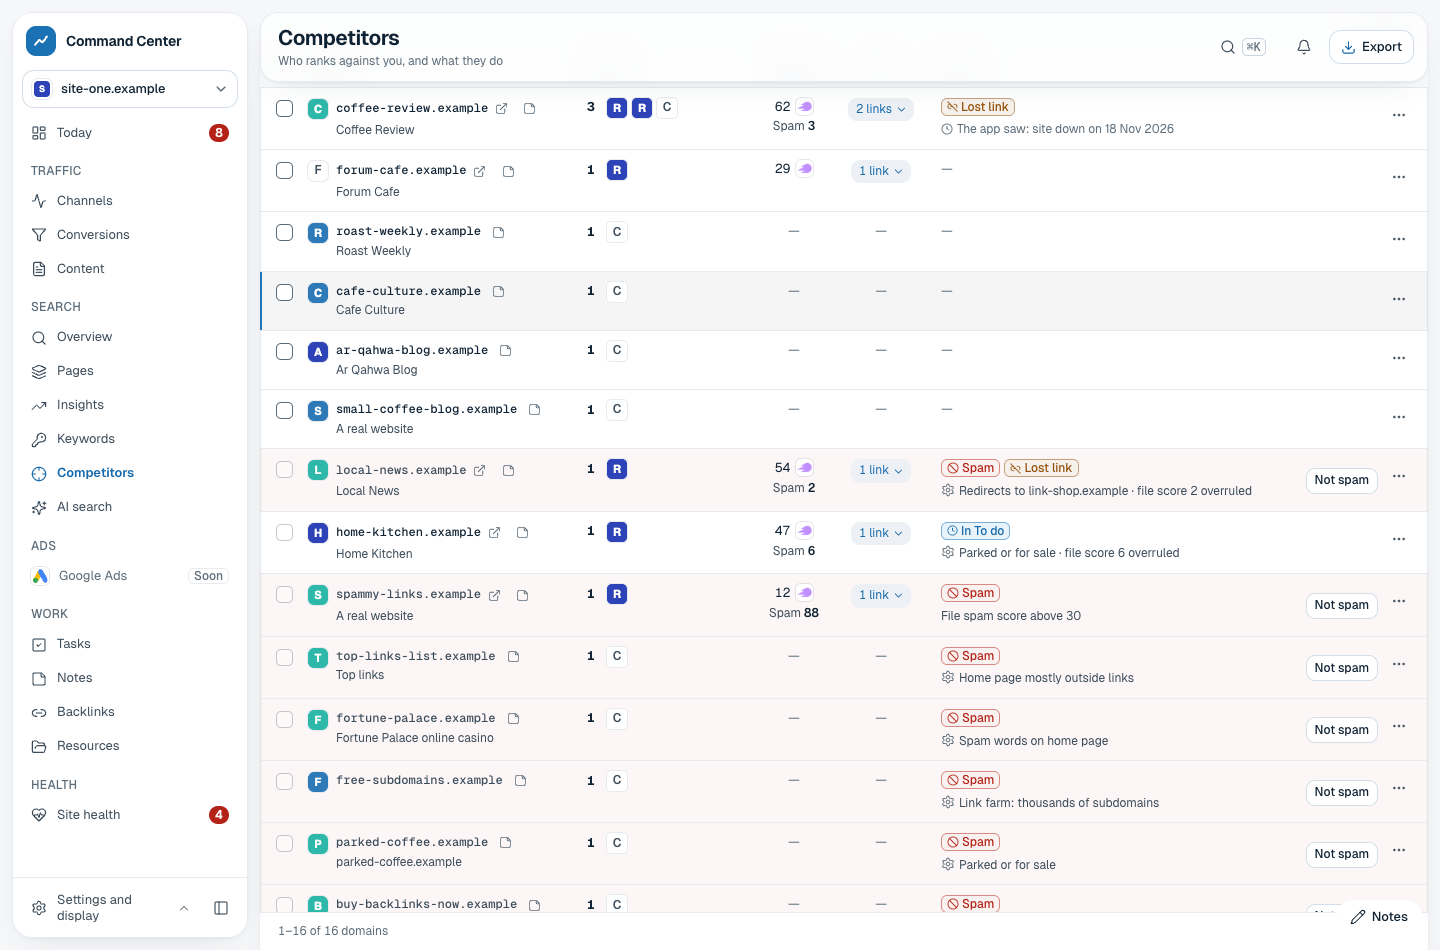 Command Center
S site-one.example
Today 8
TRAFFIC
Channels
Conversions
Content
SEARCH
Overview
Pages
Insights
Keywords
Competitors
AI search
ADS
Google Ads Soon
WORK
Tasks
Notes
Backlinks
Resources
HEALTH
Site health 4
Settings and
display
Competitors
Who ranks against you, and what they do
⌘K
Export
C coffee-review.example 3 R R C 62 2 links Lost link
Coffee Review Spam 3 The app saw: site down on 18 Nov 2026
F forum-cafe.example 1 R 29 1 link —
Forum Cafe
R roast-weekly.example 1 C — — —
Roast Weekly
C cafe-culture.example 1 C — — —
Cafe Culture
A ar-qahwa-blog.example 1 C — — —
Ar Qahwa Blog
S small-coffee-blog.example 1 C — — —
A real website
L local-news.example 1 R 54 1 link Spam Lost link Not spam
Local News Spam 2 Redirects to link-shop.example · file score 2 overruled
H home-kitchen.example 1 R 47 1 link In To do
Home Kitchen Spam 6 Parked or for sale · file score 6 overruled
S spammy-links.example 1 R 12 1 link Spam Not spam
A real website Spam 88 File spam score above 30
T top-links-list.example 1 C — — Spam Not spam
Top links Home page mostly outside links
F fortune-palace.example 1 C — — Spam Not spam
Fortune Palace online casino Spam words on home page
F free-subdomains.example 1 C — — Spam Not spam
Link farm: thousands of subdomains
P parked-coffee.example 1 C — — Spam Not spam
parked-coffee.example Parked or for sale
B buy-backlinks-now.example 1 C — — Spam
Notes
1–16 of 16 domains